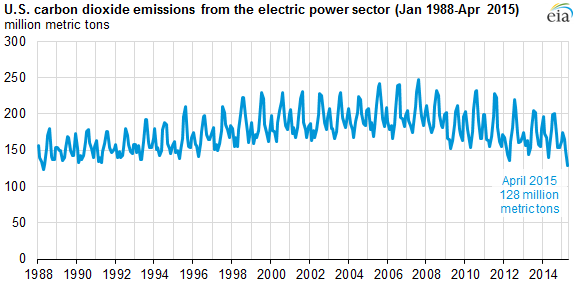 U.S. carbon dioxide emissions from the electric power sector (Jan 1988-Apr 2015)
million metric tons
eia
300
250
200
150
100
50
0
April 2015
128 million
metric tons
1988 1990 1992 1994 1996 1998 2000 2002 2004 2006 2008 2010 2012 2014